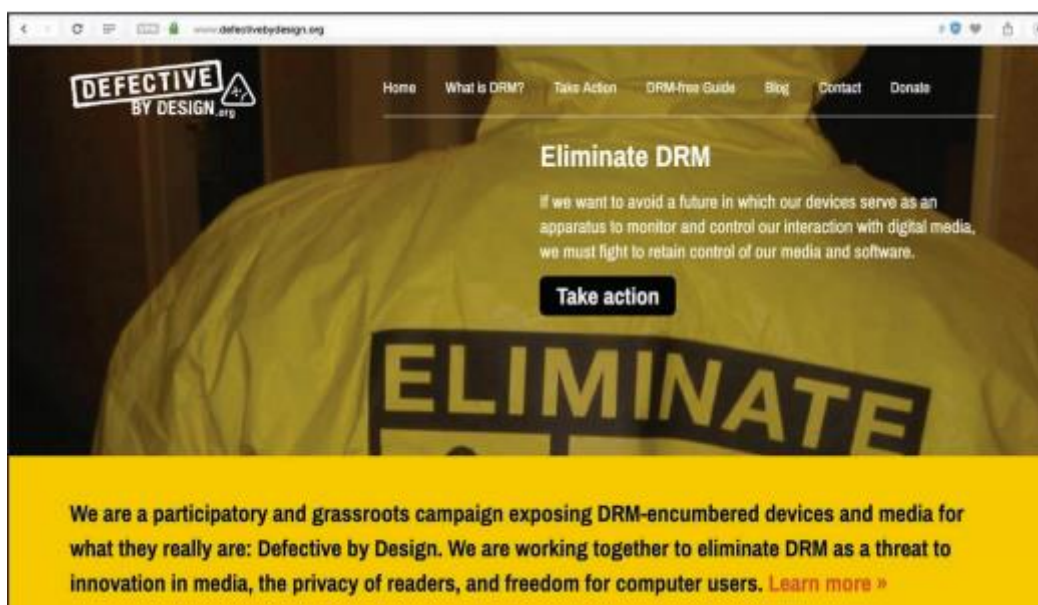 www.defectivebydesign.org
DEFECTIVE
BY DESIGN.org
Home What is DRM? Take Action DRM-free Guide Blog Contact Donate
Eliminate DRM
If we want to avoid a future in which our devices serve as an
apparatus to monitor and control our interaction with digital media,
we must fight to retain control of our media and software.
Take action
ELIMINATE
We are a participatory and grassroots campaign exposing DRM-encumbered devices and media for
what they really are: Defective by Design. We are working together to eliminate DRM as a threat to
innovation in media, the privacy of readers, and freedom for computer users. Learn more »